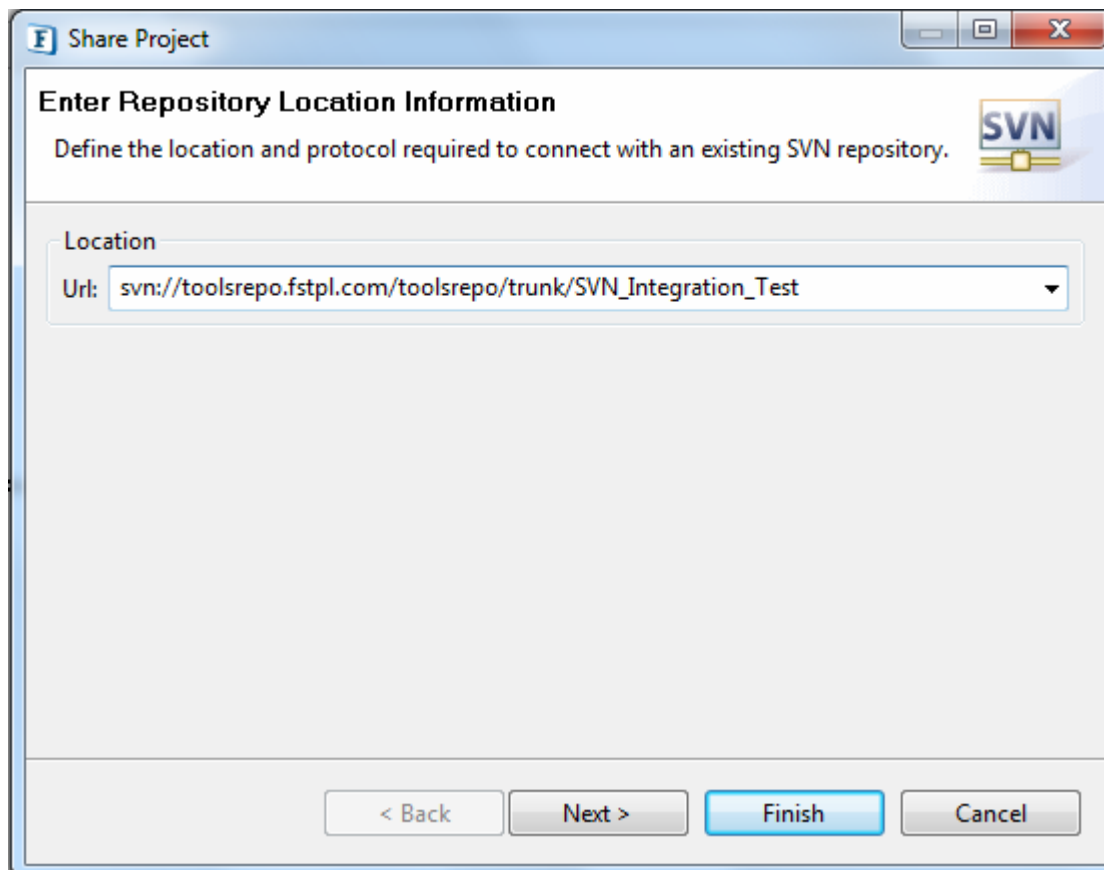 F Share Project
Enter Repository Location Information
Define the location and protocol required to connect with an existing SVN repository.
SVN
Location
Url: svn://toolsrepo.fstpl.com/toolsrepo/trunk/SVN_Integration_Test
< Back Next > Finish Cancel